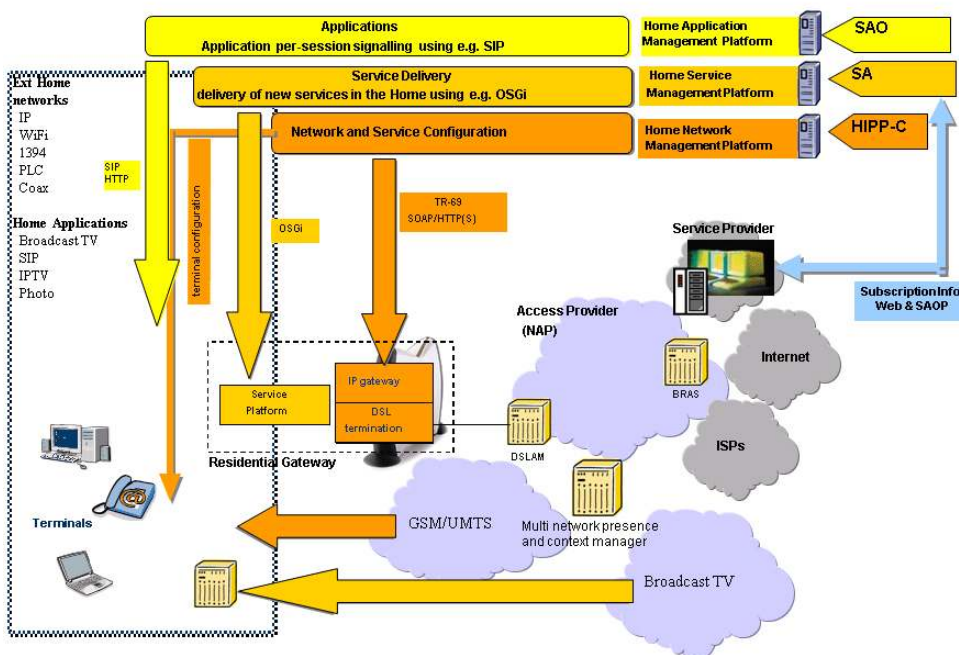 Applications
Application per-session signalling using e.g. SIP
Home Application
Management Platform
SAO
Service Delivery
delivery of new services in the Home using e.g. OSGi
Home Service
Management Platform
SA
Network and Service Configuration
Home Network
Management Platform
HIPP-C
Ext Home
networks
IP
WiFi
1394
PLC
Coax
Home Applications
Broadcast TV
SIP
IPTV
Photo
SIP
HTTP
terminal configuration
OSGi
TR-69
SOAP/HTTP(S)
Service Provider
Subscription Info
Web & SAOP
Access Provider
(NAP)
Internet
BRAS
ISPs
IP gateway
DSL
termination
Service
Platform
DSLAM
Residential Gateway
GSM/UMTS
Multi network presence
and context manager
Terminals
Broadcast TV